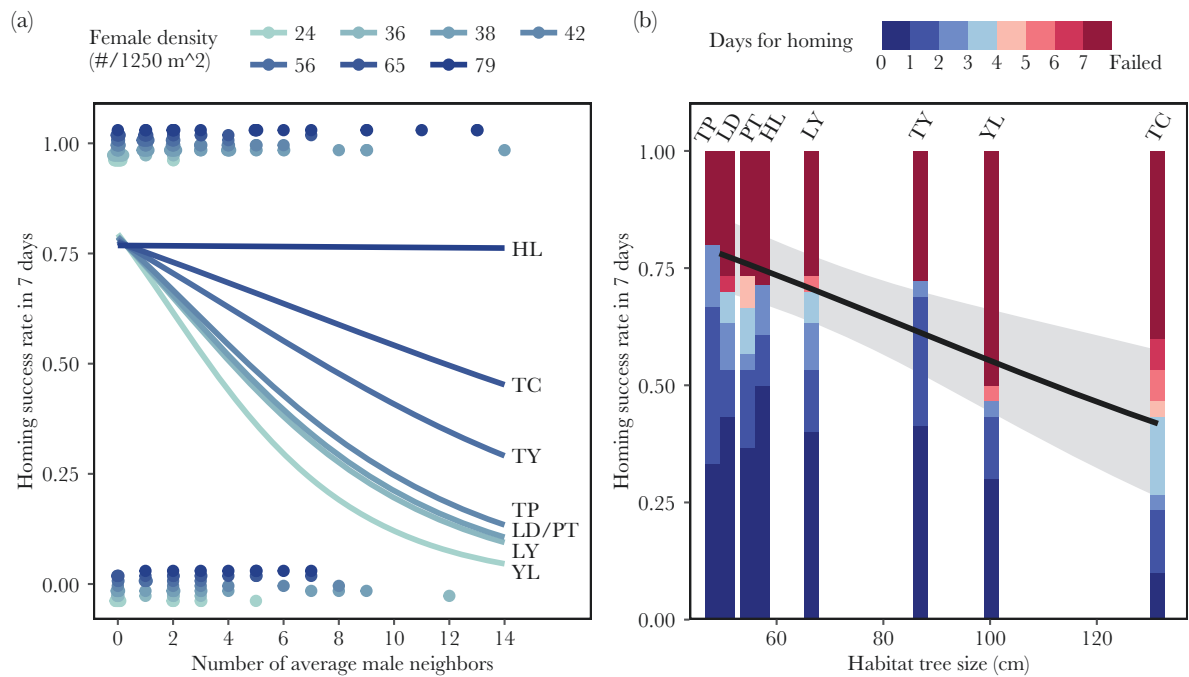 (a)
Female density
(#/1250 m^2)
24
36
38
42
56
65
79
Homing success rate in 7 days
1.00
0.75
0.50
0.25
0.00
HL
TC
TY
TP
LD/PT
LY
YL
0
2
4
6
8
10
12
14
Number of average male neighbors
(b)
Days for homing
0 1 2 3 4 5 6 7 Failed
TP
LD
PT
HL
LY
TY
YL
TC
Homing success rate in 7 days
1.00
0.75
0.50
0.25
0.00
60
80
100
120
Habitat tree size (cm)